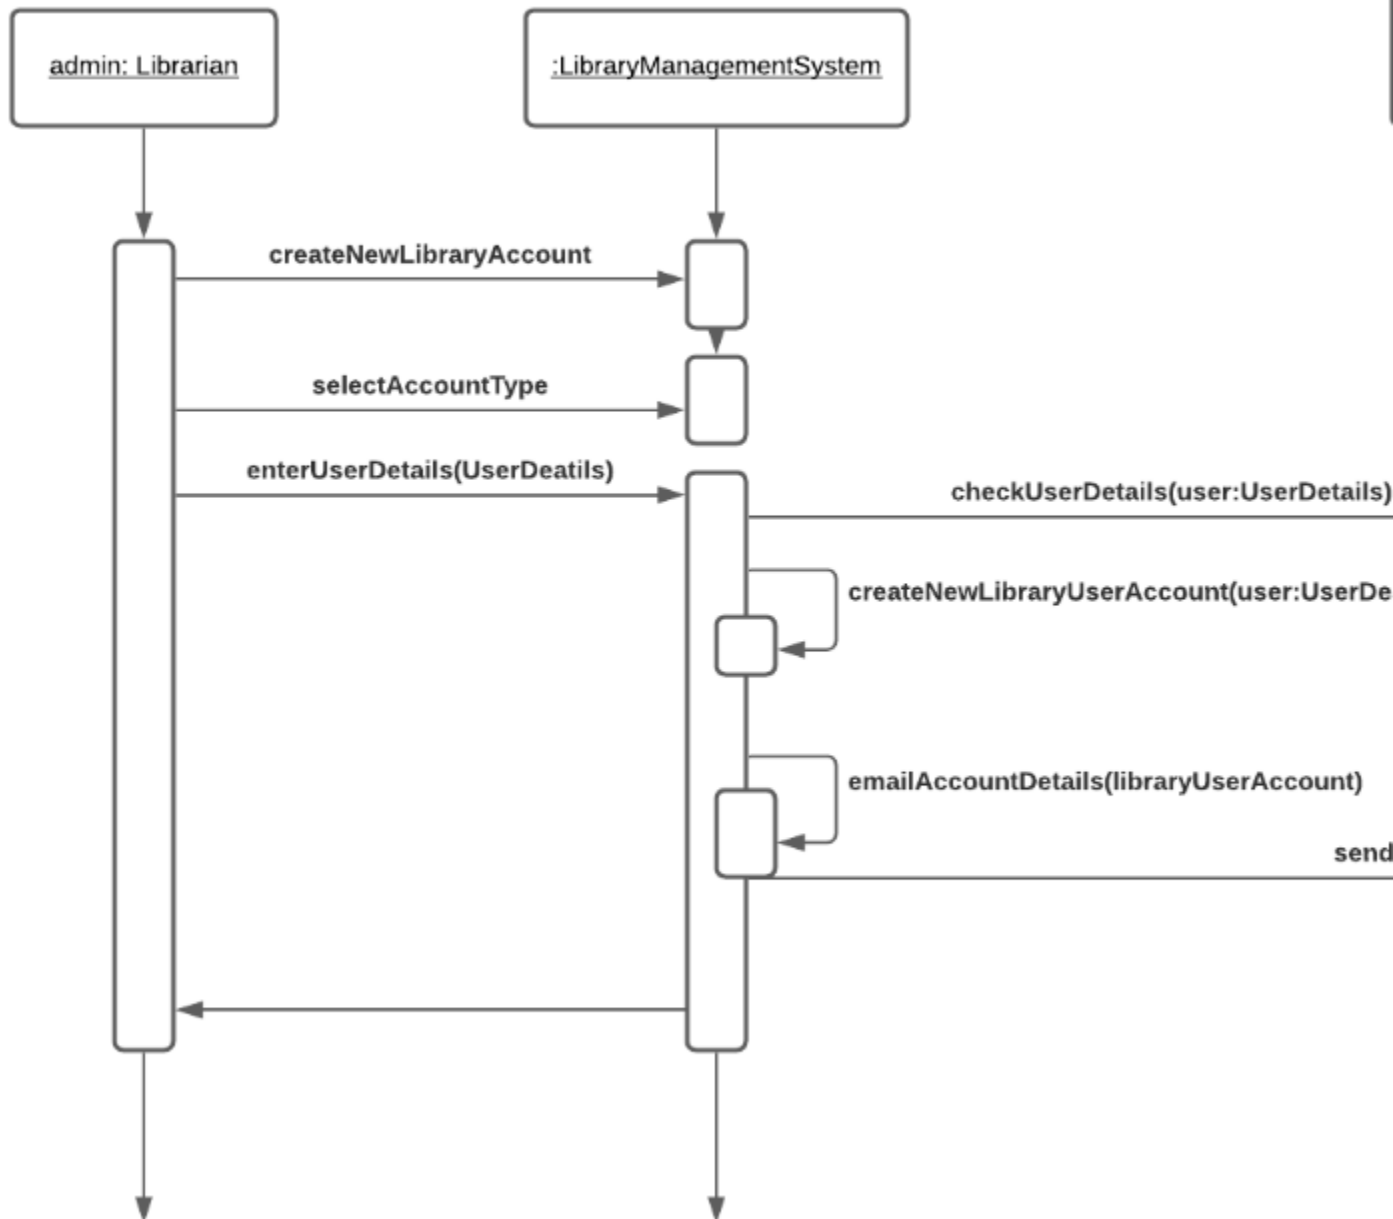 admin: Librarian
:LibraryManagementSystem
createNewLibraryAccount
selectAccountType
enterUserDetails(UserDeatils)
checkUserDetails(user:UserDetails)
createNewLibraryUserAccount(user:UserDe
emailAccountDetails(libraryUserAccount)
send